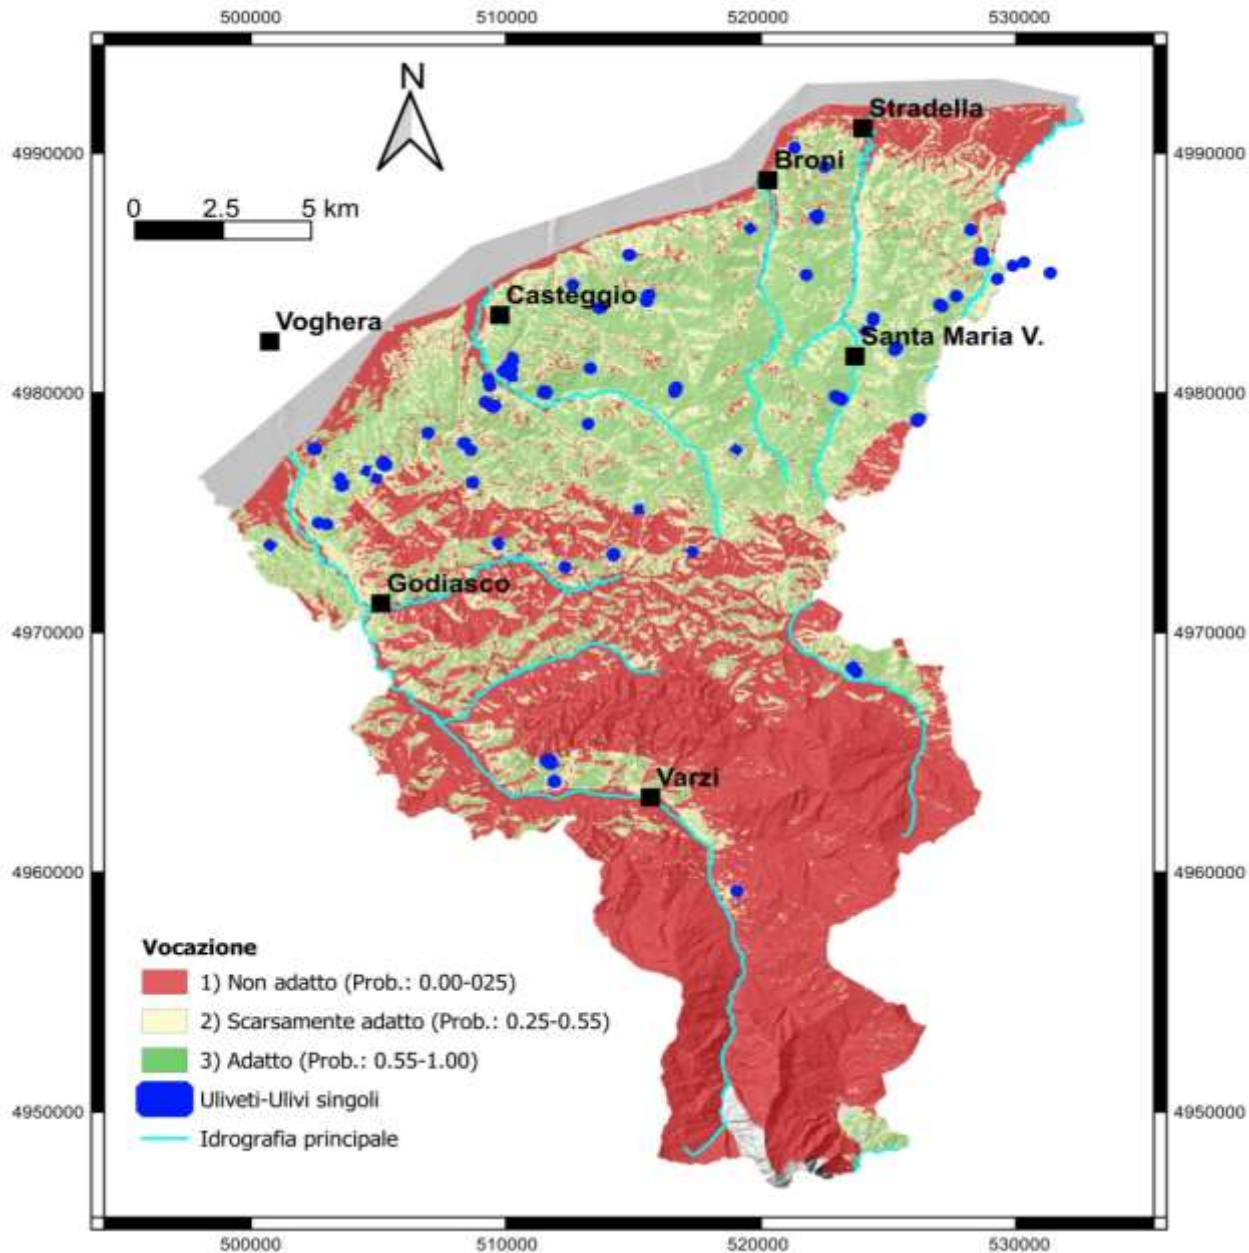 500000 510000 520000 530000
N
Stradella
4990000 4990000
Broni
0 2.5 5 km
Casteggio
Voghera
Santa Maria V.
4980000 4980000
Godiasco
4970000 4970000
Varzi
4960000 4960000
Vocazione
1) Non adatto (Prob.: 0.00-025)
2) Scarsamente adatto (Prob.: 0.25-0.55)
3) Adatto (Prob.: 0.55-1.00)
Uliveti-Ulivi singoli
4950000 4950000
Idrografia principale
500000 510000 520000 530000